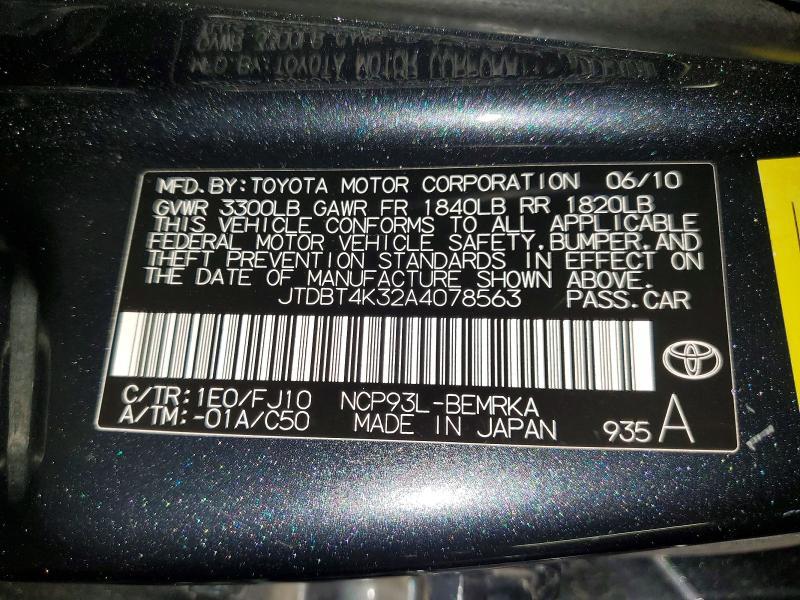 MFD.BY:TOYOTA MOTOR CORPORATION 06/10
GVWR 3300LB GAWR FR 1840LB RR 1820LB
THIS VEHICLE CONFORMS TO ALL APPLICABLE
FEDERAL MOTOR VEHICLE SAFETY,BUMPER,AND
THEFT PREVENTION STANDARDS IN EFFECT ON
THE DATE OF MANUFACTURE SHOWN ABOVE.
JTDBT4K32A4078563 PASS.CAR
C/TR:1E0/FJ10 NCP93L-BEMRKA
A/TM:-01A/C50 MADE IN JAPAN 935 A